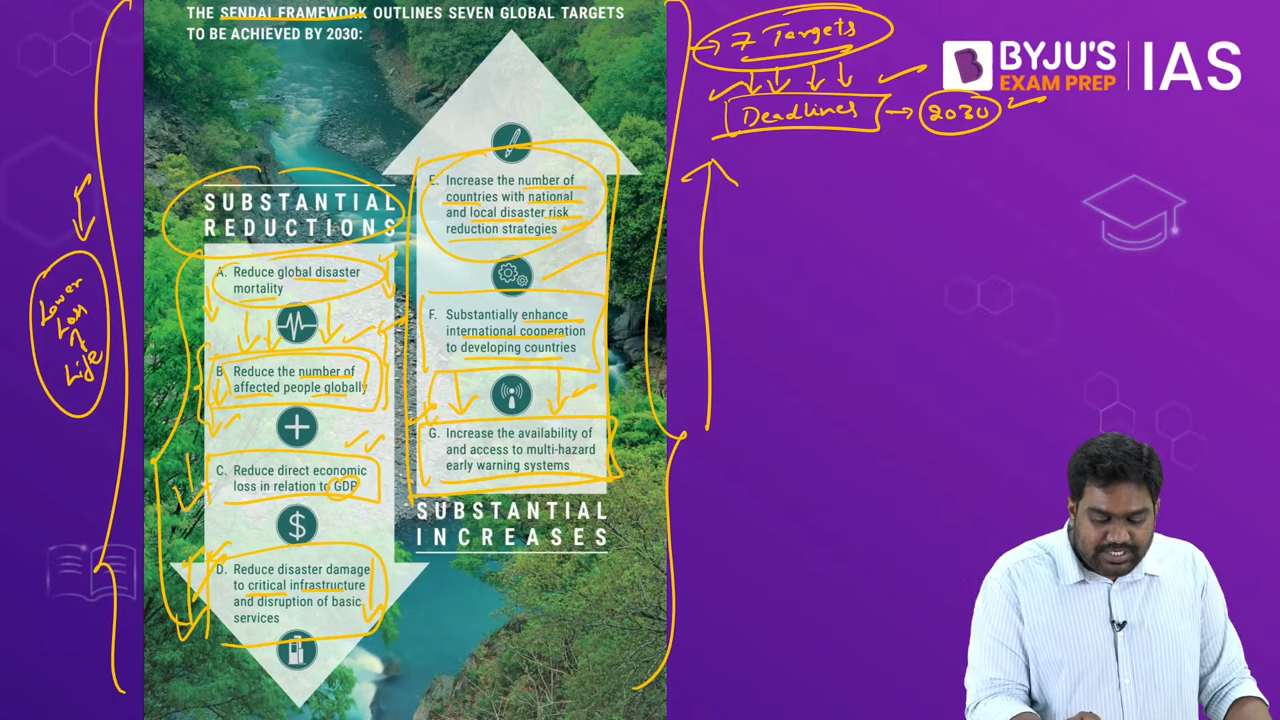 THE SENDAI FRAMEWORK OUTLINES SEVEN GLOBAL TARGETS
TO BE ACHIEVED BY 2030:
SUBSTANTIAL
REDUCTIONS
A. Reduce global disaster
mortality
B. Reduce the number of
affected people globally
C. Reduce direct economic
loss in relation to GDP
$
D. Reduce disaster damage
to critical infrastructure
and disruption of basic
services
E. Increase the number of
countries with national
and local disaster risk
reduction strategies
F. Substantially enhance
international cooperation
to developing countries
G. Increase the availability of
and access to multi-hazard
early warning systems
SUBSTANTIAL
INCREASES
7 Targets
Deadlines → 2030
Lower
Loss
Life
BYJU'S
EXAM PREP
IAS